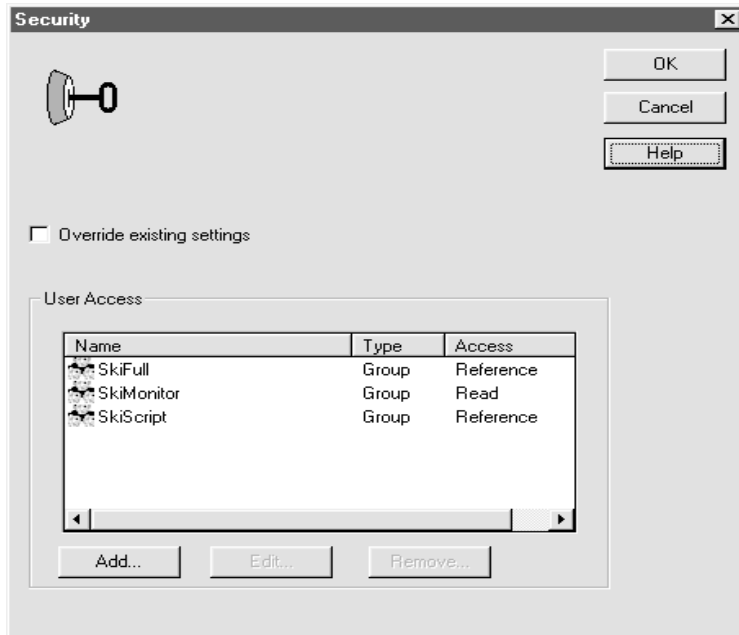 Security
OK
Cancel
Help
Override existing settings
User Access
Name Type Access
SkiFull Group Reference
SkiMonitor Group Read
SkiScript Group Reference
Add... Edit... Remove...